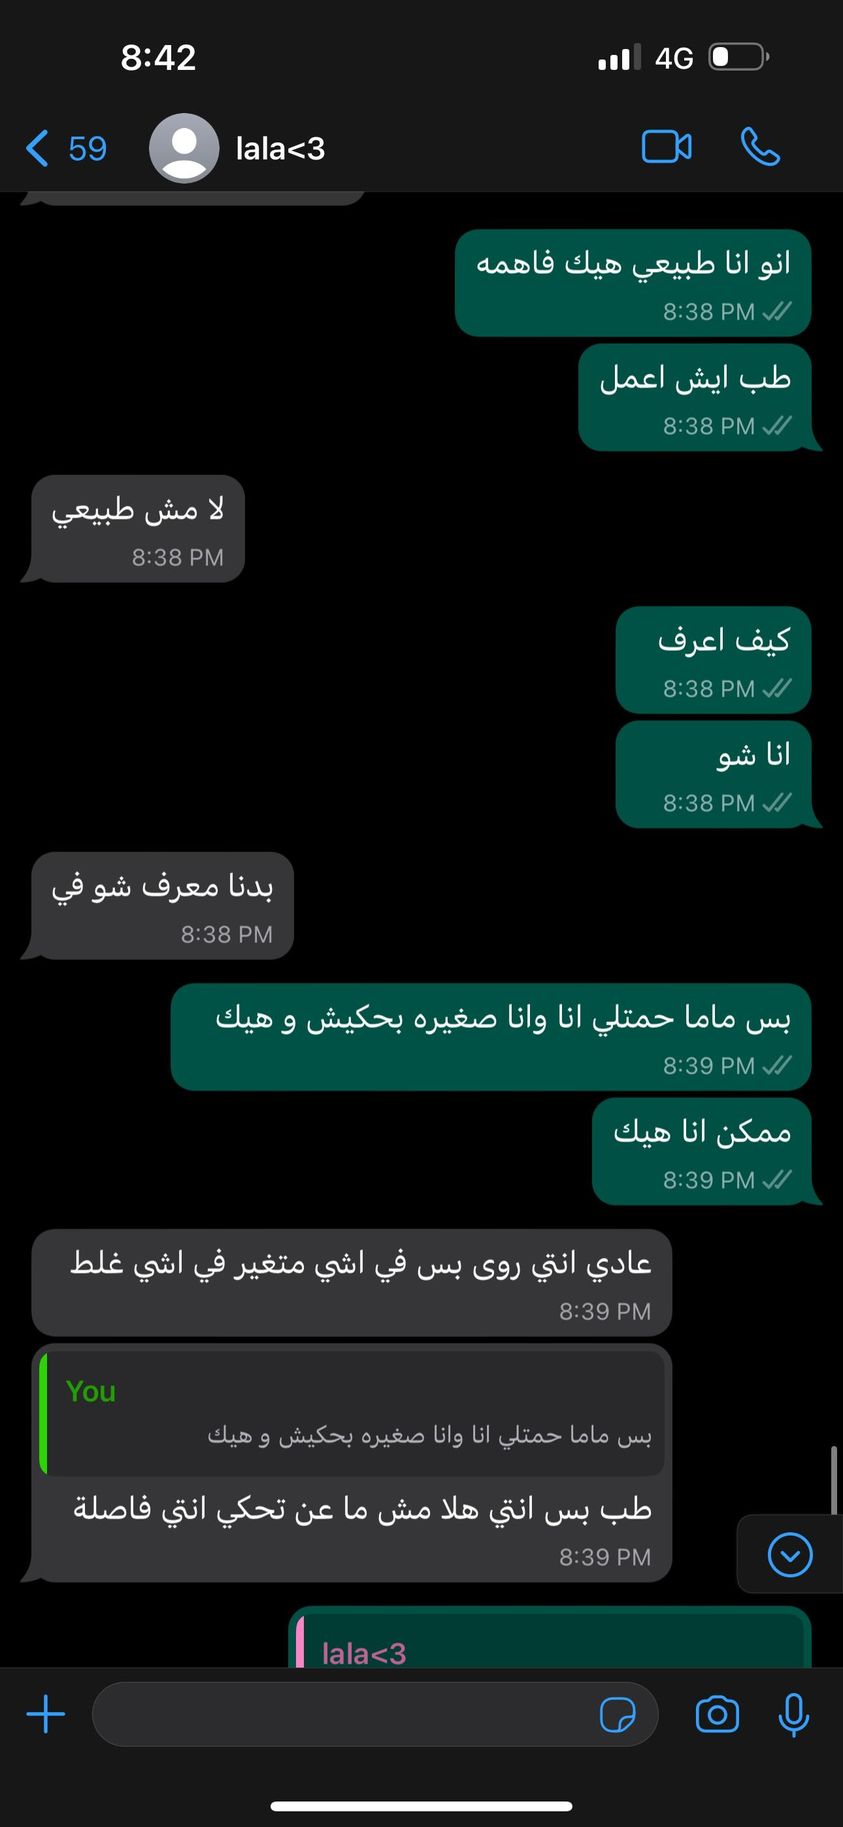 8:42
4G
59
lala<3
انو انا طبيعي هيك فاهمه
8:38 PM
طب ايش اعمل
8:38 PM
لا مش طبيعي
8:38 PM
كيف اعرف
8:38 PM
انا شو
8:38 PM
بدنا معرف شو في
8:38 PM
بس ماما حمتلي انا وانا صغيره بحكيش و هيك
8:39 PM
ممكن انا هيك
8:39 PM
عادي انتي روى بس في اشي متغير في اشي غلط
8:39 PM
You
بس ماما حمتلي انا وانا صغيره بحكيش و هيك
طب بس انتي هلا مش ما عن تحكي انتي فاصلة
8:39 PM
lala<3